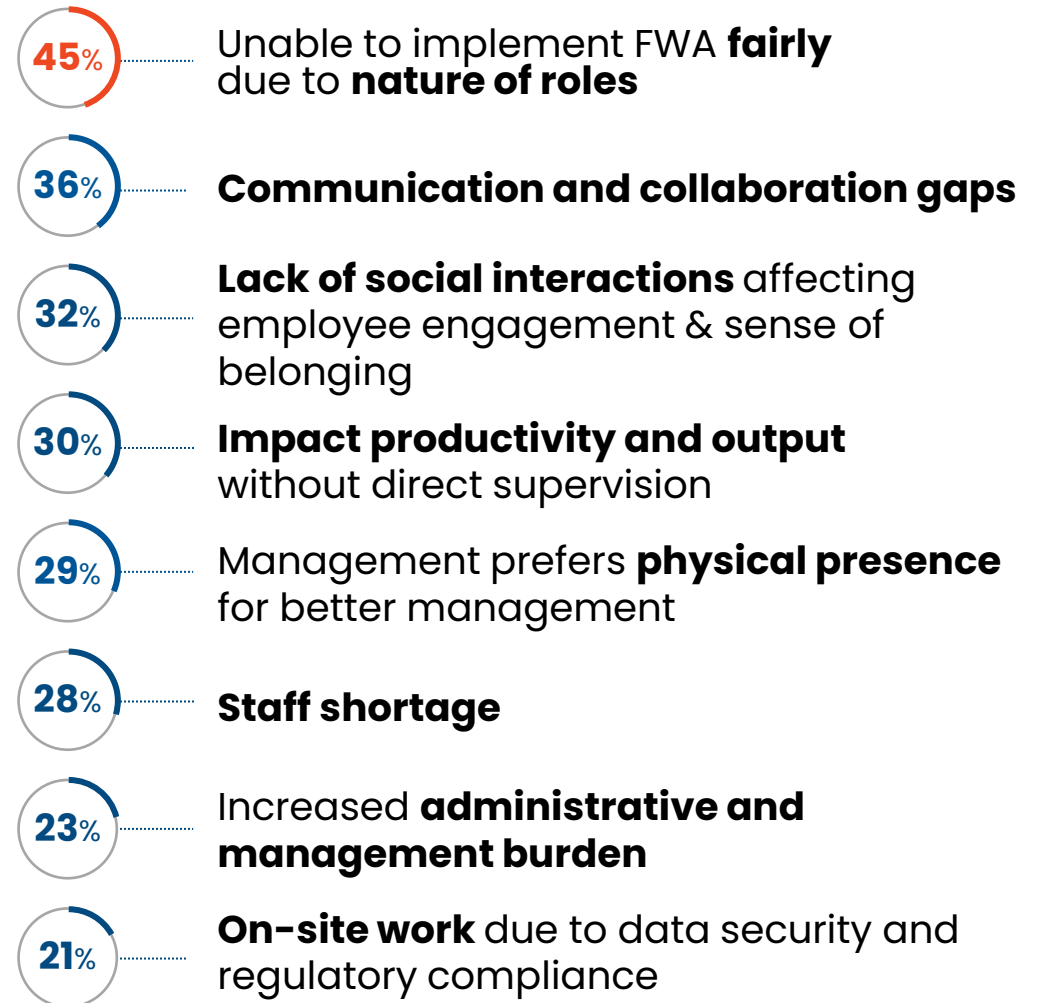 45%
Unable to implement FWA fairly
due to nature of roles
36%
Communication and collaboration gaps
32%
Lack of social interactions affecting
employee engagement & sense of
belonging
30%
Impact productivity and output
without direct supervision
29%
Management prefers physical presence
for better management
28%
Staff shortage
23%
Increased administrative and
management burden
21%
On-site work due to data security and
regulatory compliance